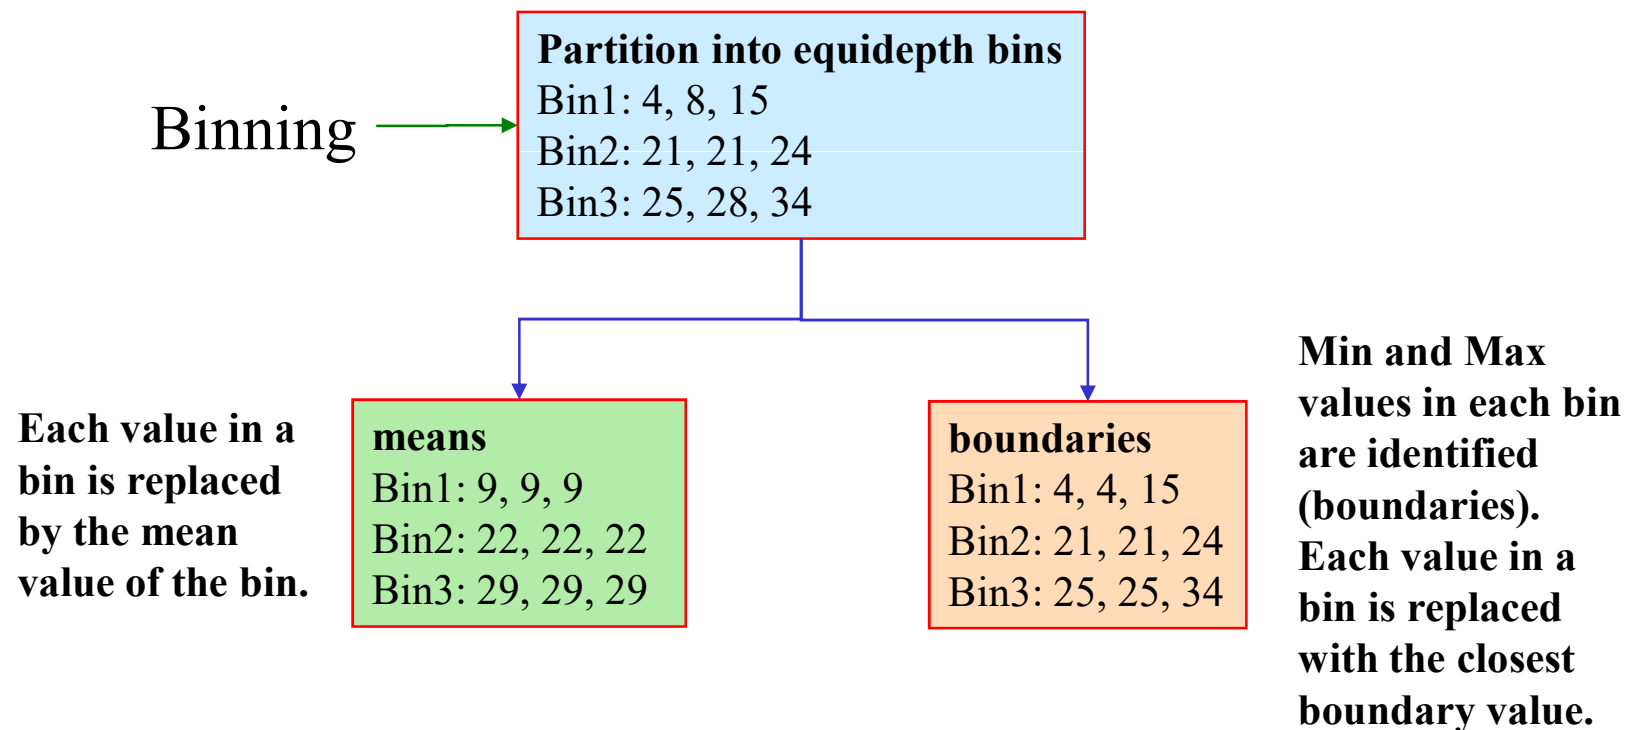 Binning
Partition into equidepth bins
Bin1: 4, 8, 15
Bin2: 21, 21, 24
Bin3: 25, 28, 34
Each value in a
bin is replaced
by the mean
value of the bin.
means
Bin1: 9, 9, 9
Bin2: 22, 22, 22
Bin3: 29, 29, 29
boundaries
Bin1: 4, 4, 15
Bin2: 21, 21, 24
Bin3: 25, 25, 34
Min and Max
values in each bin
are identified
(boundaries).
Each value in a
bin is replaced
with the closest
boundary value.